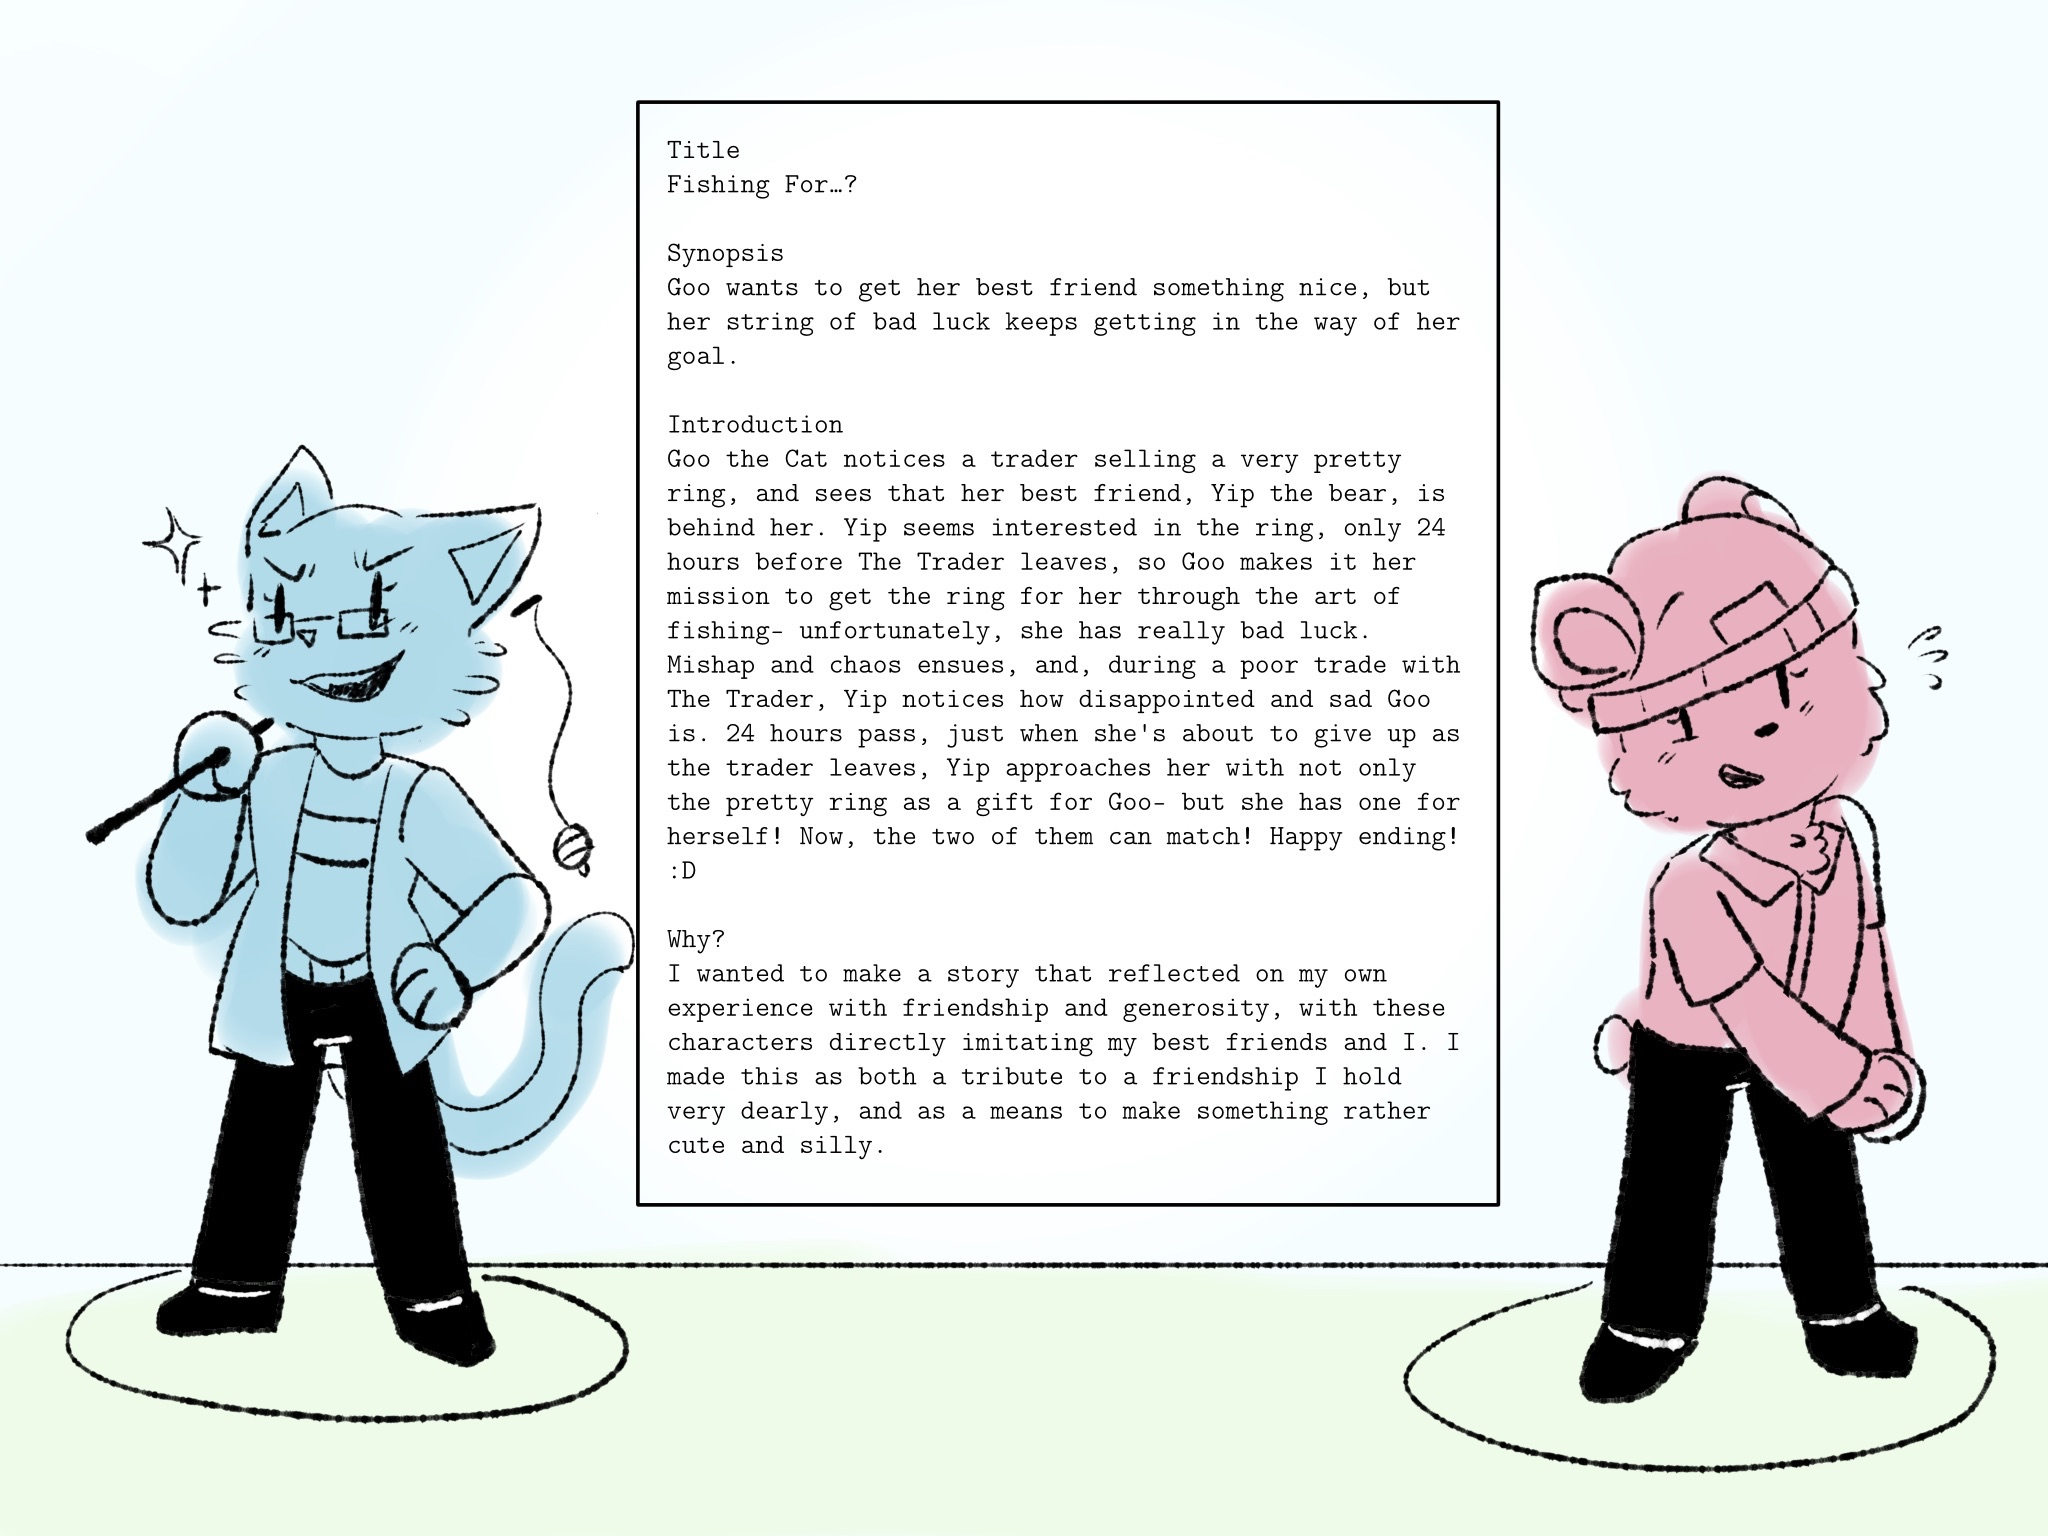 Title
Fishing For…?
Synopsis
Goo wants to get her best friend something nice, but
her string of bad luck keeps getting in the way of her
goal.
Introduction
Goo the Cat notices a trader selling a very pretty
ring, and sees that her best friend, Yip the bear, is
behind her. Yip seems interested in the ring, only 24
hours before The Trader leaves, so Goo makes it her
mission to get the ring for her through the art of
fishing- unfortunately, she has really bad luck.
Mishap and chaos ensues, and, during a poor trade with
The Trader, Yip notices how disappointed and sad Goo
is. 24 hours pass, just when she's about to give up as
the trader leaves, Yip approaches her with not only
the pretty ring as a gift for Goo- but she has one for
herself! Now, the two of them can match! Happy ending!
:D
Why?
I wanted to make a story that reflected on my own
experience with friendship and generosity, with these
characters directly imitating my best friends and I. I
made this as both a tribute to a friendship I hold
very dearly, and as a means to make something rather
cute and silly.